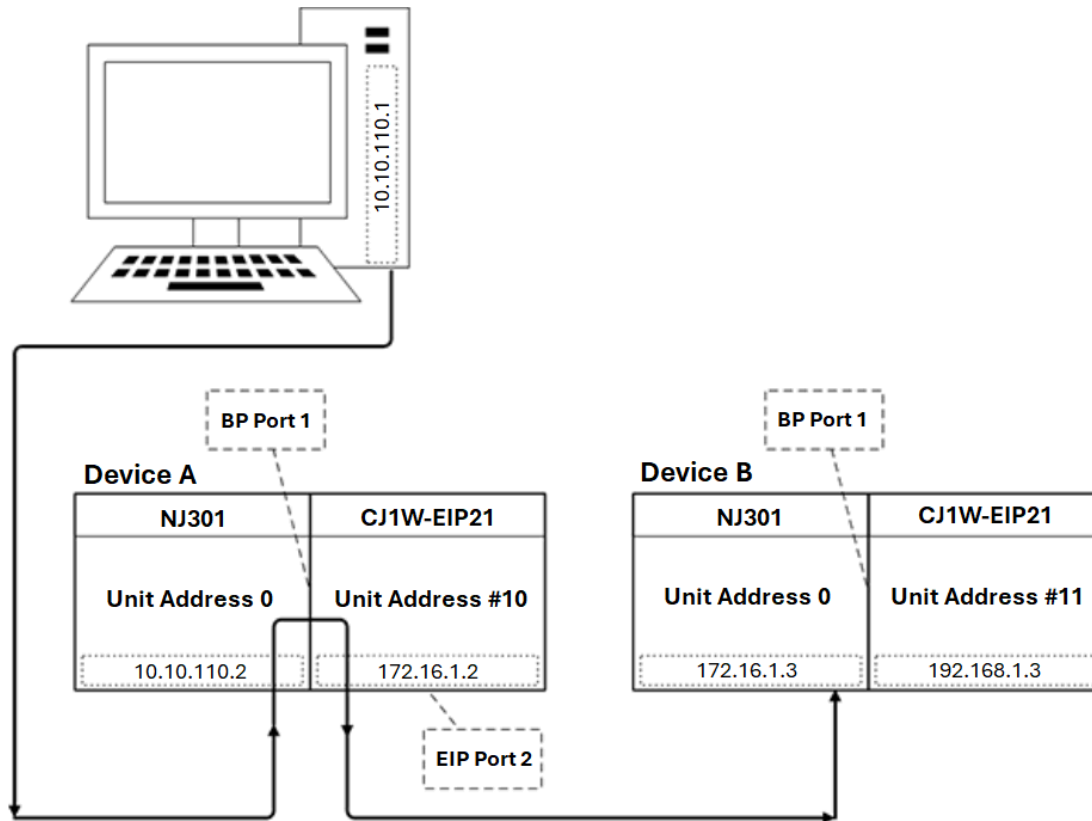 10.10.110.1
BP Port 1
BP Port 1
Device A
Device B
NJ301
CJ1W-EIP21
NJ301
CJ1W-EIP21
Unit Address 0
Unit Address #10
Unit Address 0
Unit Address #11
10.10.110.2
172.16.1.2
172.16.1.3
192.168.1.3
EIP Port 2